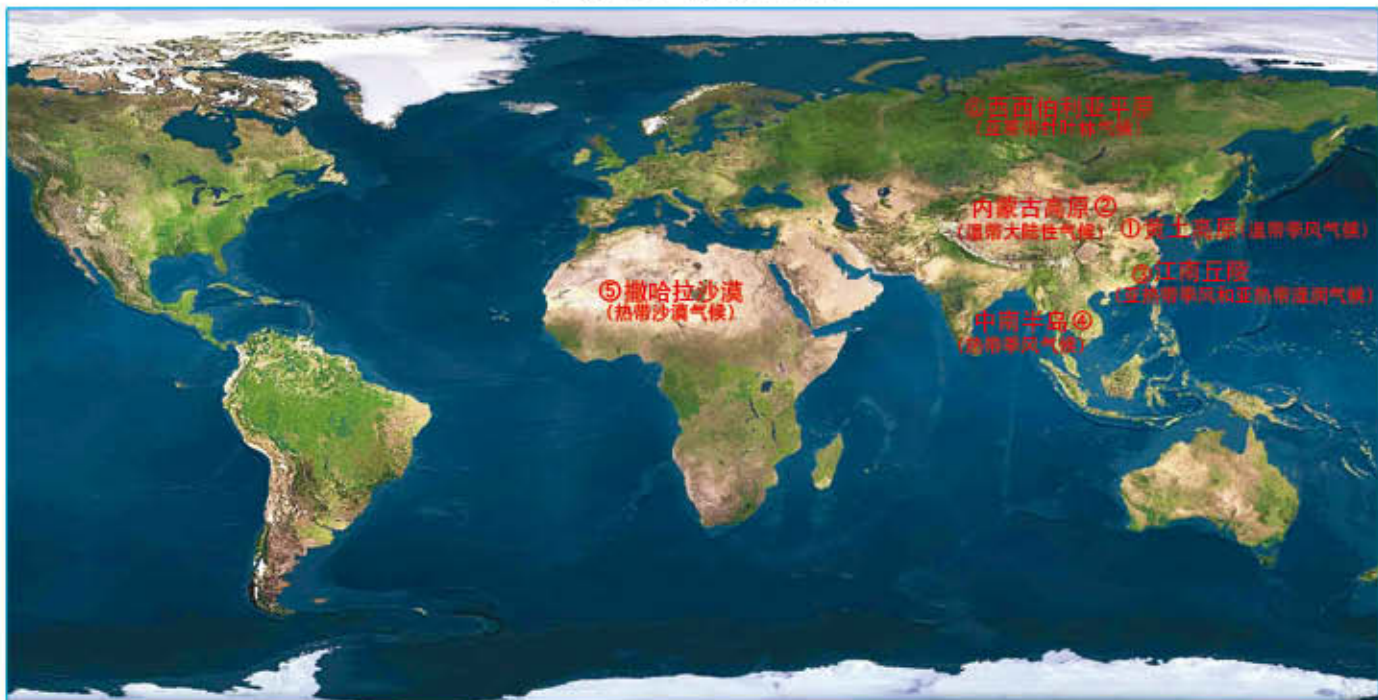 ⑥西西伯利亚平原
(亚寒带针叶林气候)
内蒙古高原②
(温带大陆性气候)
①黄土高原(温带季风气候)
③江南丘陵
(亚热带季风和亚热带湿润气候)
⑤撒哈拉沙漠
(热带沙漠气候)
中南半岛④
(热带季风气候)